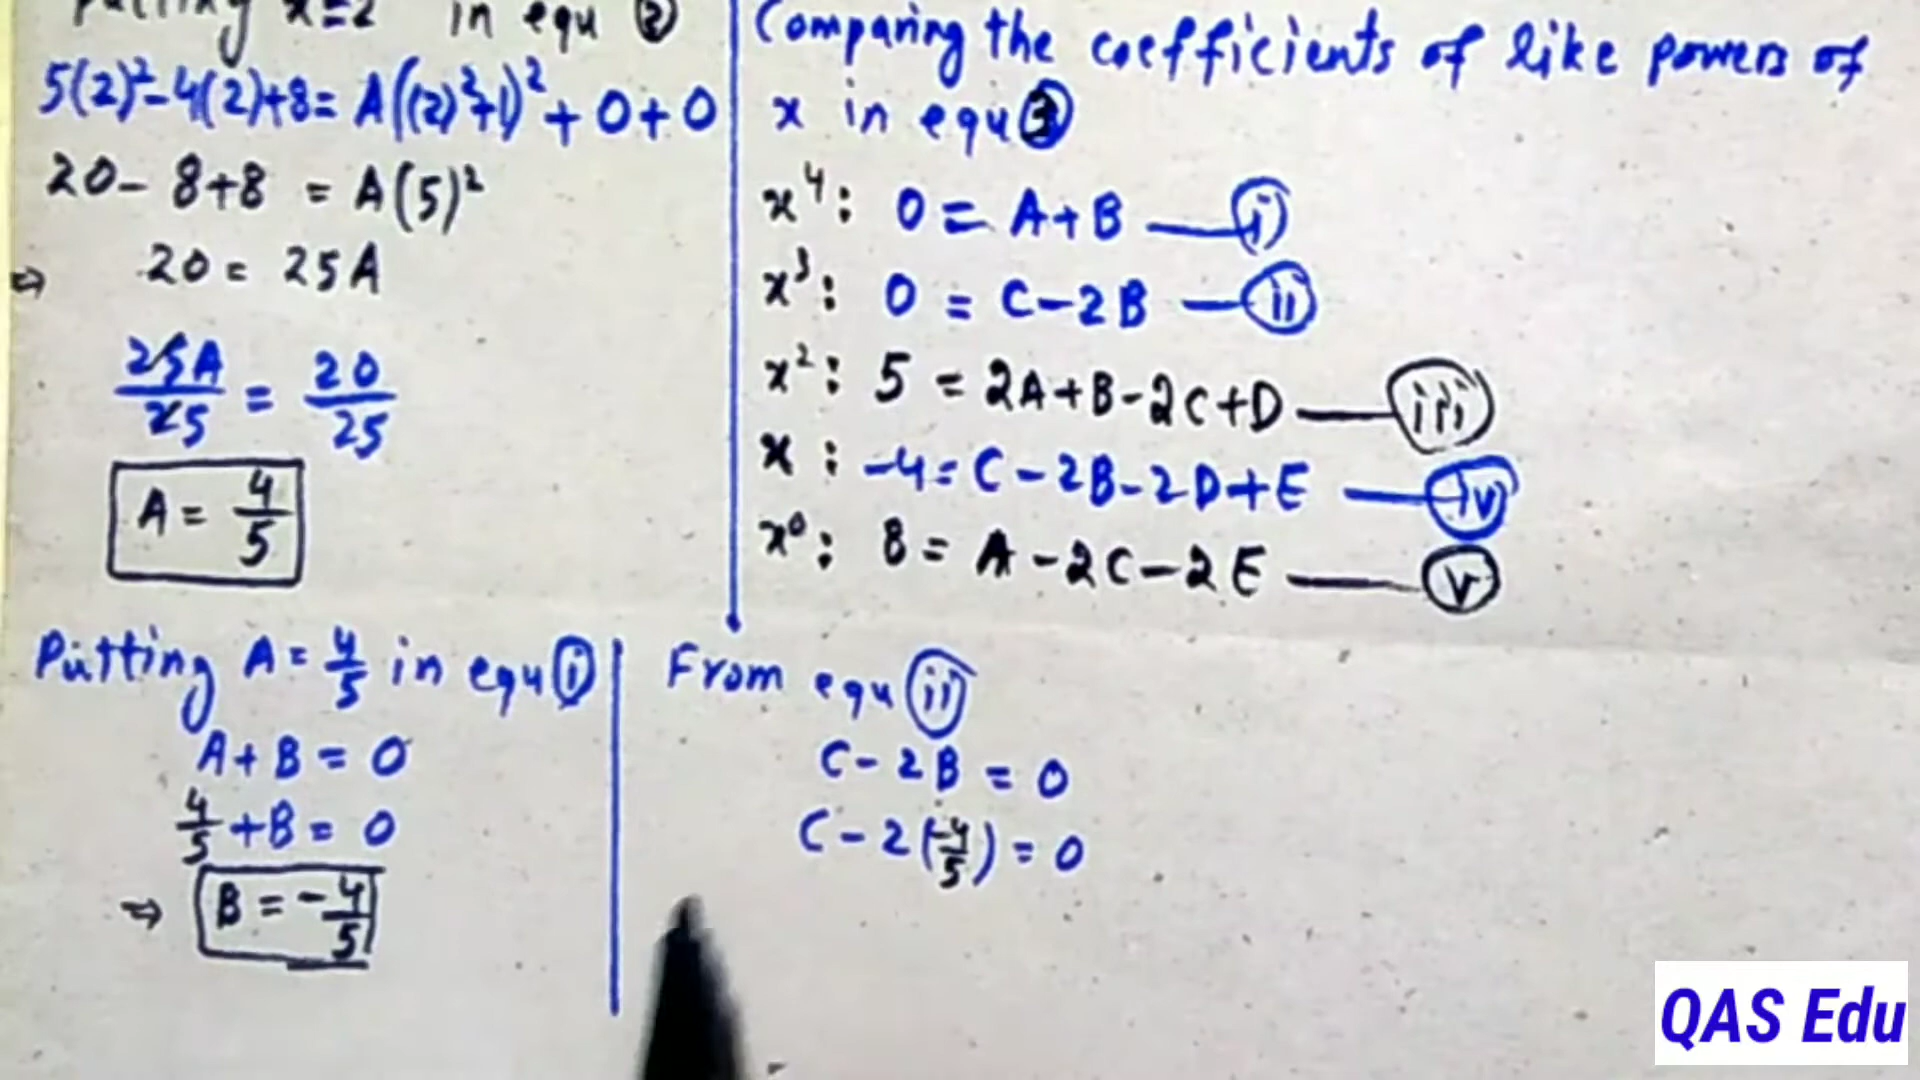 Putting x=2 in equ ②
5(2)²-4(2)+8= A((2)²+1)²+0+0
20-8+8 = A(5)²
⇒ 20 = 25A
25A/25 = 20/25
A = 4/5
Comparing the coefficients of like powers of
x in equ ③
x⁴: 0 = A+B —(i)
x³: 0 = C-2B —(ii)
x²: 5 = 2A+B-2C+D —(iii)
x : -4= C-2B-2D+E —(iv)
x⁰: 8 = A-2C-2E —(v)
Putting A = 4/5 in equ (i)
A+B = 0
4/5 +B = 0
⇒ B = -4/5
From equ (ii)
C-2B = 0
C-2(-4/5) = 0
QAS Edu